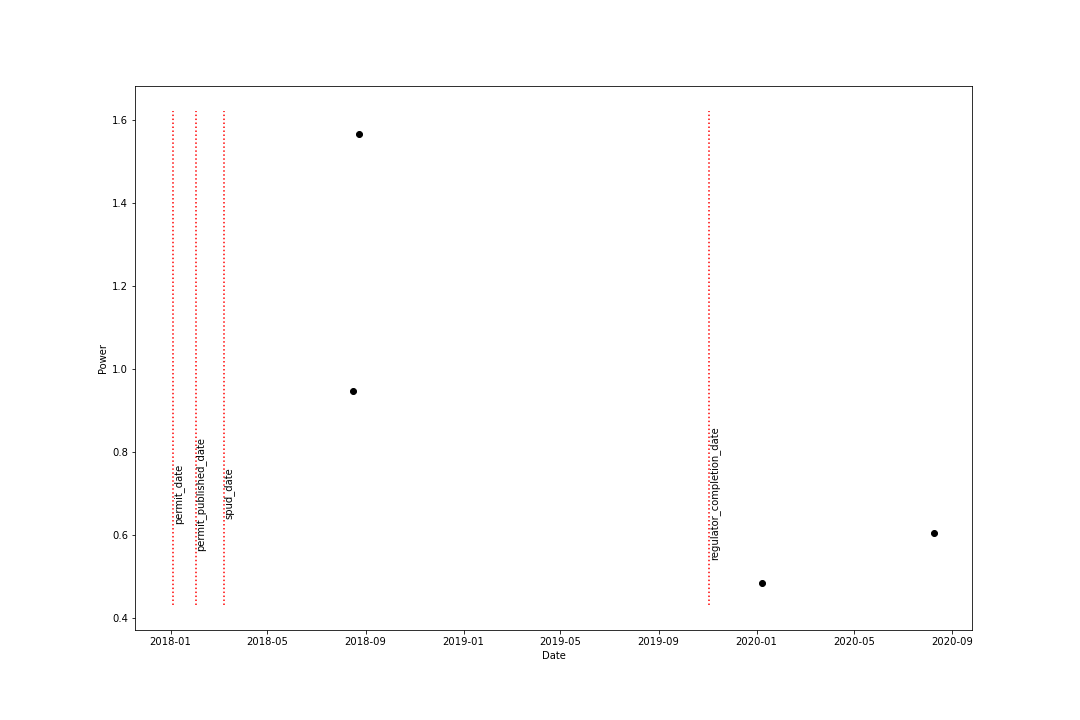 1.6
1.4
1.2
1.0
0.8
0.6
0.4
Power
permit_date
permit_published_date
spud_date
regulator_completion_date
2018-01
2018-05
2018-09
2019-01
2019-05
2019-09
2020-01
2020-05
2020-09
Date